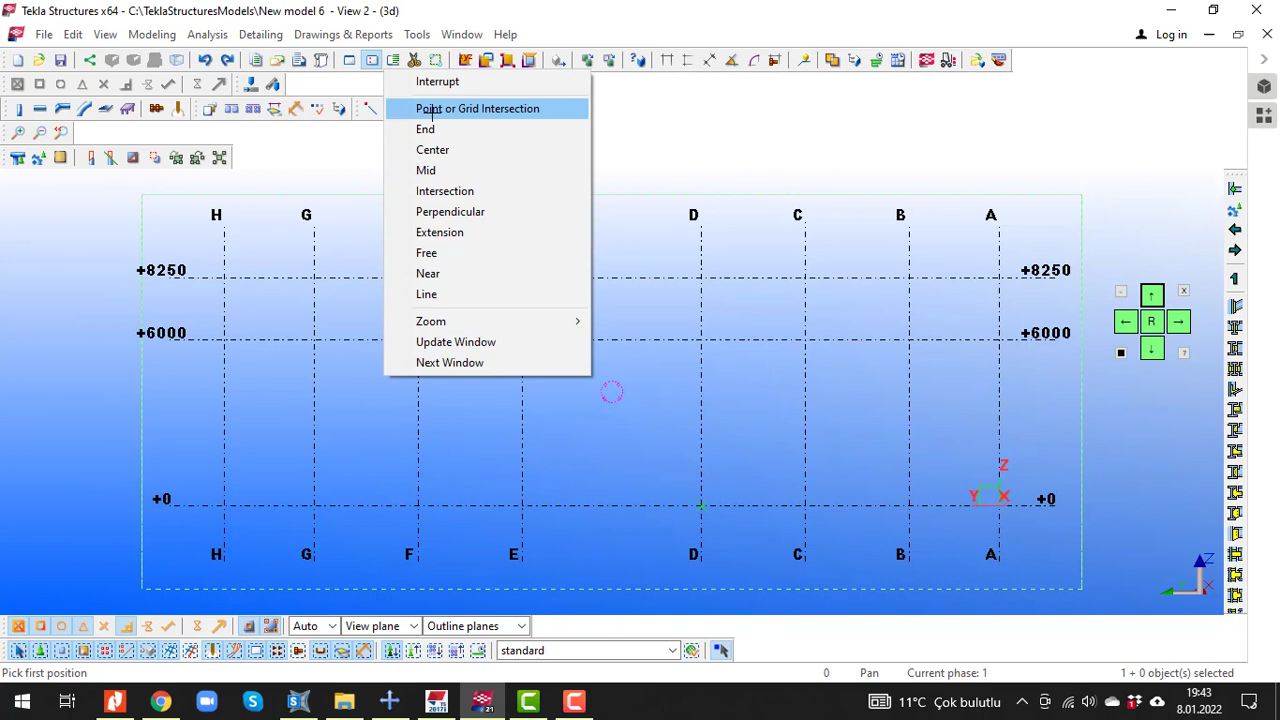 Tekla Structures x64 - C:\TeklaStructuresModels\New model 6 - View 2 - (3d)
File Edit View Modeling Analysis Detailing Drawings & Reports Tools Window Help
Log in
Interrupt
Point or Grid Intersection
End
Center
Mid
Intersection
Perpendicular
Extension
Free
Near
Line
Zoom
Update Window
Next Window
H G D C B A
+8250 +8250
+6000 +6000
R
x
?
Z
Y X
+0 +0
H G F E D C B A
Z
X
Auto View plane Outline planes
standard
Pick first position 0 Pan Current phase: 1 1 + 0 object(s) selected
TS 2017i 21 11°C Çok bulutlu 19:43
8.01.2022